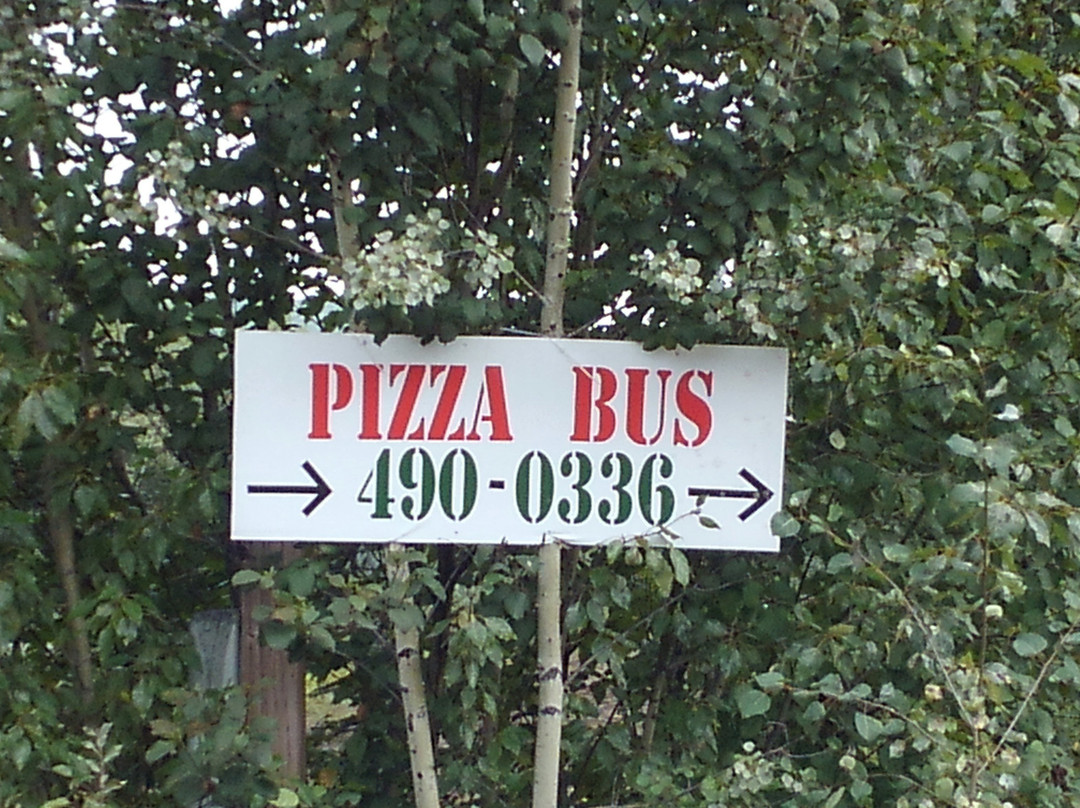 PIZZA BUS
→ 490-0336 →